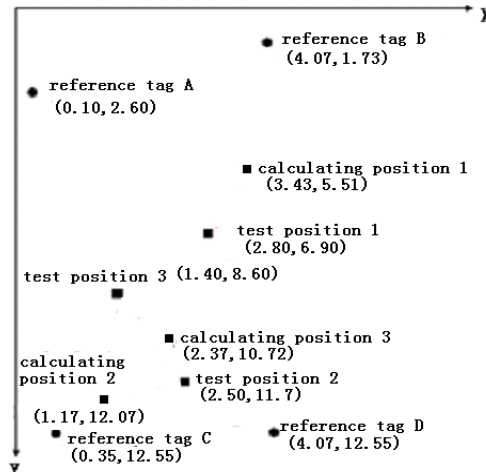 X
reference tag B
(4.07,1.73)
reference tag A
(0.10,2.60)
calculating position 1
(3.43,5.51)
test position 1
(2.80,6.90)
test position 3 (1.40,8.60)
calculating position 3
(2.37,10.72)
calculating
position 2
test position 2
(2.50,11.7)
(1.17,12.07)
reference tag C
(0.35,12.55)
reference tag D
(4.07,12.55)
Y